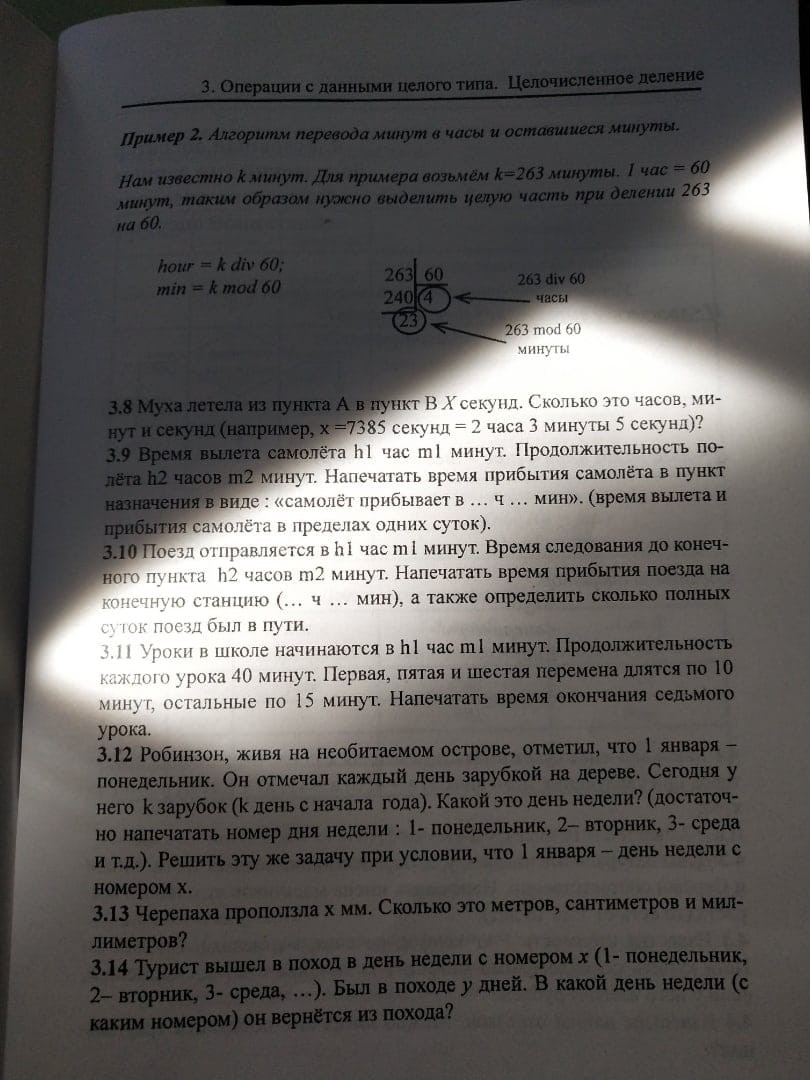 3. Операции с данными целого типа. Целочисленное деление
Пример 2. Алгоритм перевода минут в часы и оставшиеся минуты.
Нам известно k минут. Для примера возьмём k=263 минуты. 1 час = 60
минут, таким образом нужно выделить целую часть при делении 263
на 60.
hour = k div 60;
min = k mod 60
263 60
240 4
23
263 div 60
часы
263 mod 60
минуты
3.8 Муха летела из пункта А в пункт В X секунд. Сколько это часов, ми-
нут и секунд (например, х =7385 секунд = 2 часа 3 минуты 5 секунд)?
3.9 Время вылета самолёта h1 час m1 минут. Продолжительность по-
лёта h2 часов m2 минут. Напечатать время прибытия самолёта в пункт
назначения в виде : «самолёт прибывает в … ч … мин». (время вылета и
прибытия самолёта в пределах одних суток).
3.10 Поезд отправляется в h1 час m1 минут. Время следования до конеч-
ного пункта h2 часов m2 минут. Напечатать время прибытия поезда на
конечную станцию (… ч … мин), а также определить сколько полных
суток поезд был в пути.
3.11 Уроки в школе начинаются в h1 час m1 минут. Продолжительность
каждого урока 40 минут. Первая, пятая и шестая перемена длятся по 10
минут, остальные по 15 минут. Напечатать время окончания седьмого
урока.
3.12 Робинзон, живя на необитаемом острове, отметил, что 1 января –
понедельник. Он отмечал каждый день зарубкой на дереве. Сегодня у
него k зарубок (k день с начала года). Какой это день недели? (достаточ-
но напечатать номер дня недели : 1- понедельник, 2– вторник, 3- среда
и т.д.). Решить эту же задачу при условии, что 1 января – день недели с
номером х.
3.13 Черепаха проползла х мм. Сколько это метров, сантиметров и мил-
лиметров?
3.14 Турист вышел в поход в день недели с номером x (1- понедельник,
2– вторник, 3- среда, …). Был в походе y дней. В какой день недели (с
каким номером) он вернётся из похода?